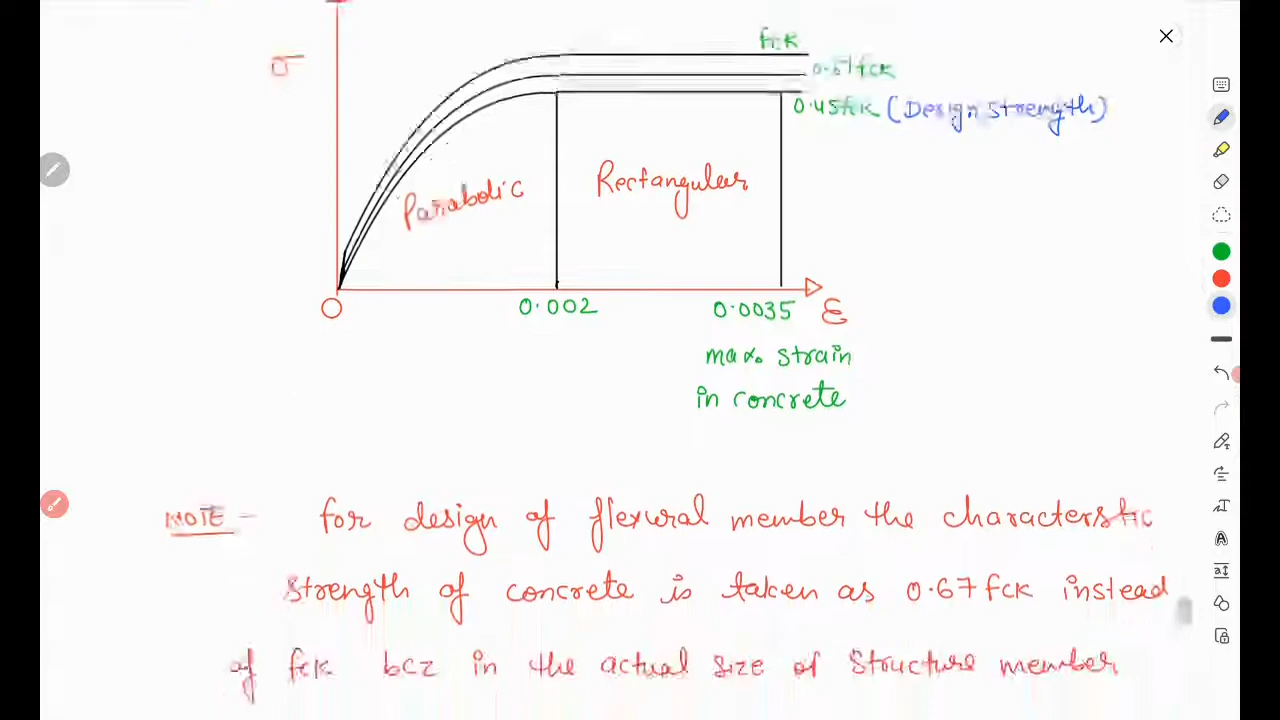 σ
fck
0.67fck
0.45fck (Design strength)
Parabolic
Rectangular
O
0.002
0.0035
ε
max. strain
in concrete
NOTE - for design of flexural member the characterstic
strength of concrete is taken as 0.67 fck instead
of fck bcz in the actual size of structure member